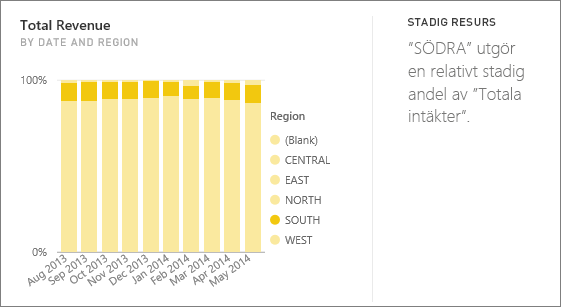 Total Revenue
BY DATE AND REGION
100%
0%
Aug 2013
Sep 2013
Oct 2013
Nov 2013
Dec 2013
Jan 2014
Feb 2014
Mar 2014
Apr 2014
May 2014
Region
(Blank)
CENTRAL
EAST
NORTH
SOUTH
WEST
STADIG RESURS
”SÖDRA” utgör
en relativt stadig
andel av ”Totala
intäkter”.